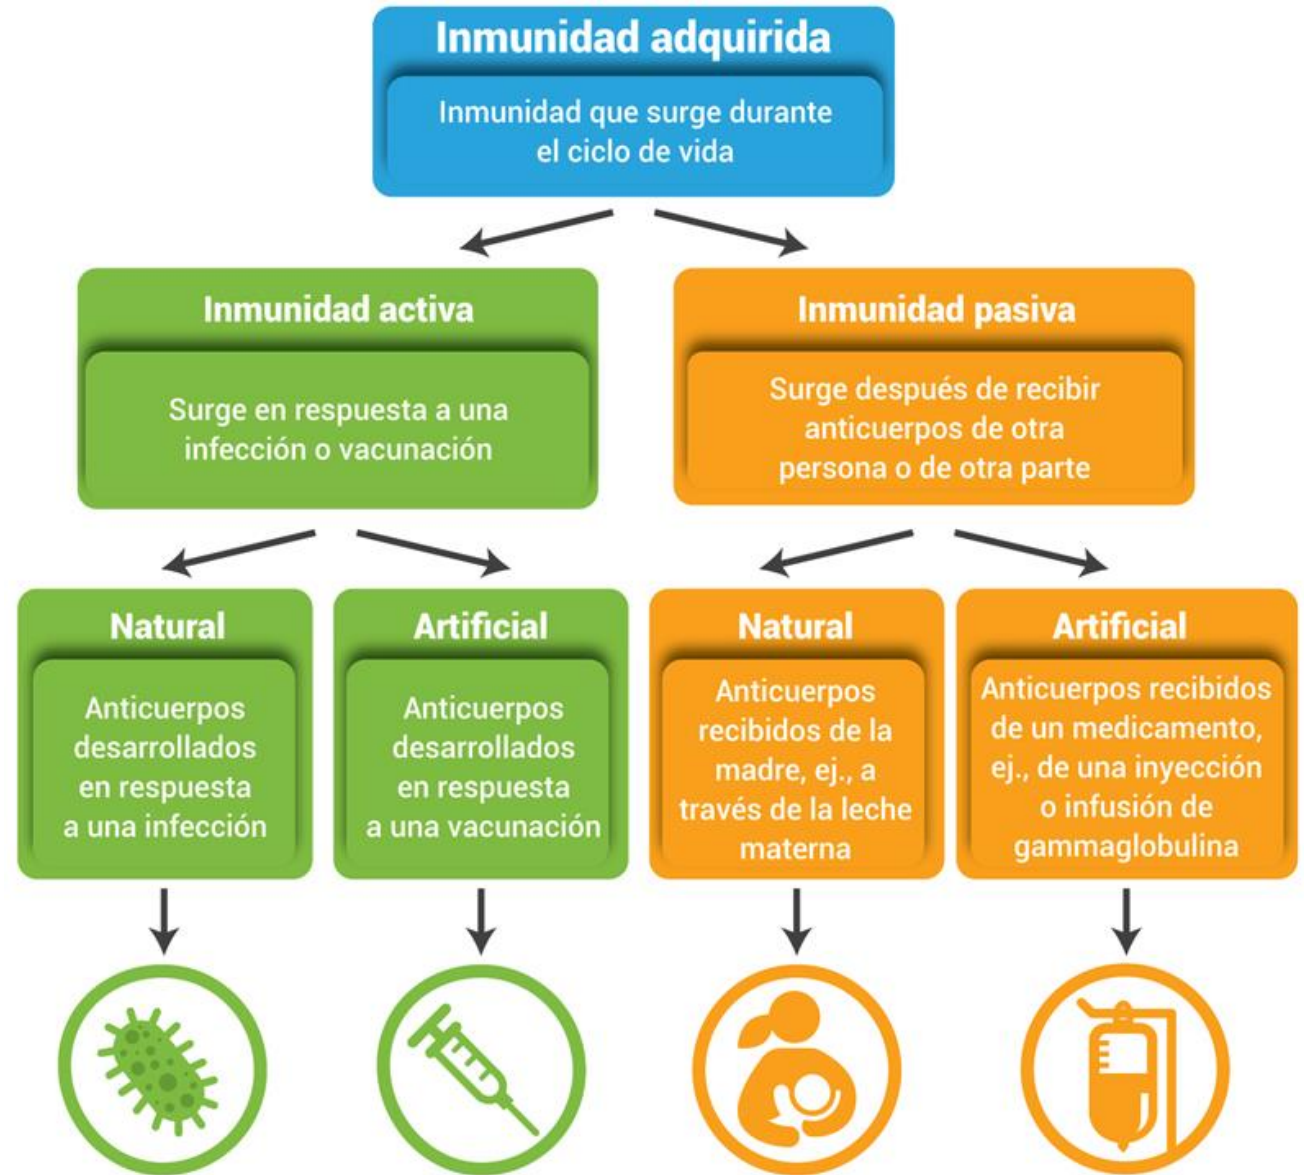 Inmunidad adquirida
Inmunidad que surge durante
el ciclo de vida
Inmunidad activa
Surge en respuesta a una
infección o vacunación
Inmunidad pasiva
Surge después de recibir
anticuerpos de otra
persona o de otra parte
Natural
Anticuerpos
desarrollados
en respuesta
a una infección
Artificial
Anticuerpos
desarrollados
en respuesta
a una vacunación
Natural
Anticuerpos
recibidos de la
madre, ej., a
través de la leche
materna
Artificial
Anticuerpos recibidos
de un medicamento,
ej., de una inyección
o infusión de
gammaglobulina